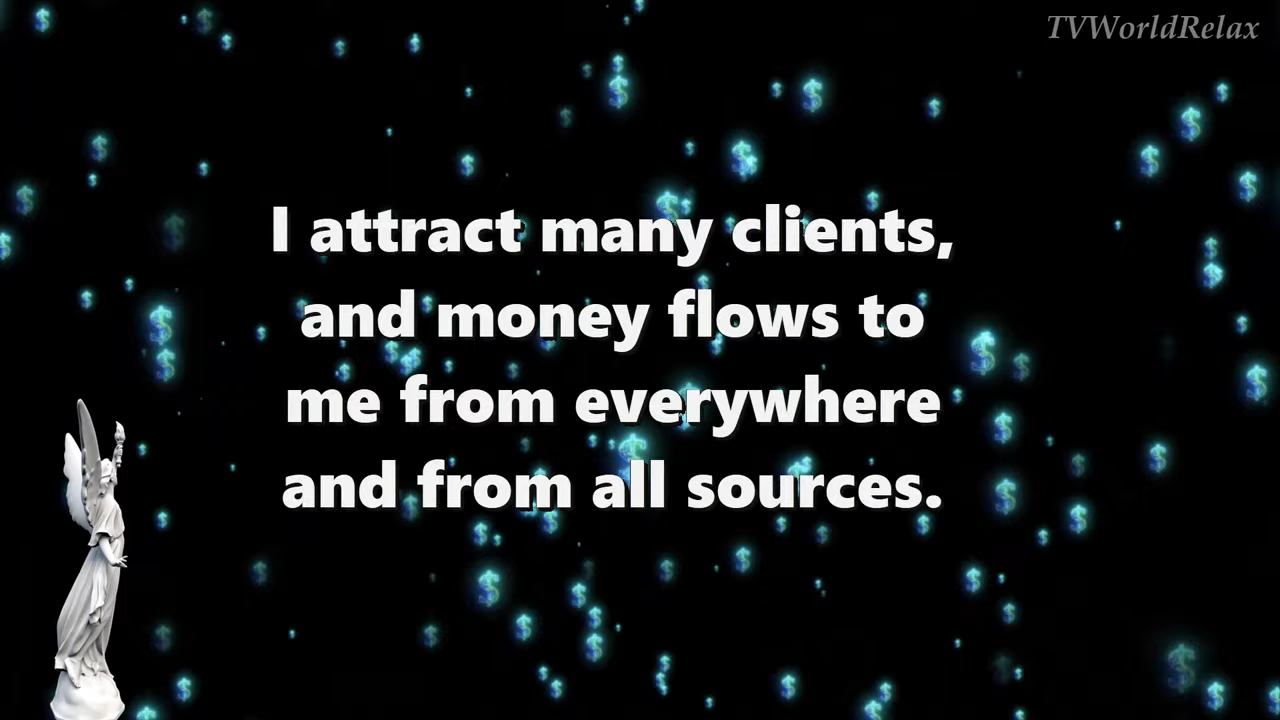 TVWorldRelax
I attract many clients,
and money flows to
me from everywhere
and from all sources.